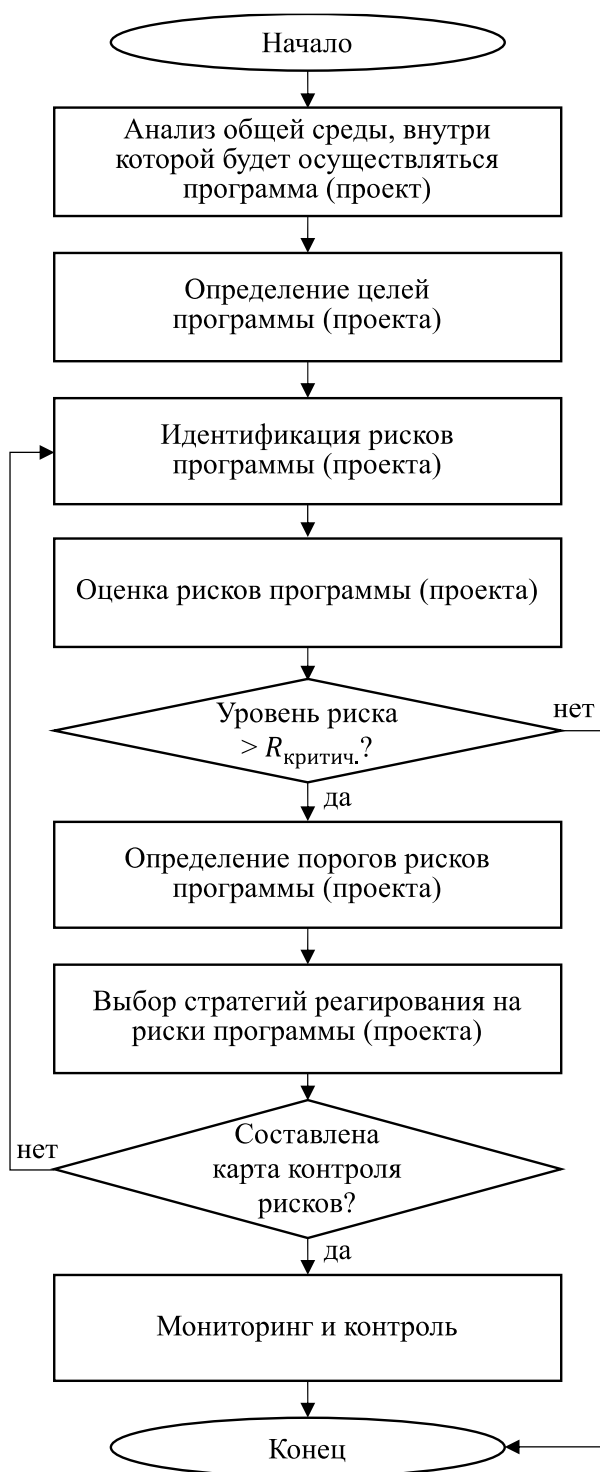 Начало
Анализ общей среды, внутри
которой будет осуществляться
программа (проект)
Определение целей
программы (проекта)
Идентификация рисков
программы (проекта)
Оценка рисков программы (проекта)
Уровень риска
> Rкритич.?
нет
да
Определение порогов рисков
программы (проекта)
Выбор стратегий реагирования на
риски программы (проекта)
Составлена
карта контроля
рисков?
нет
да
Мониторинг и контроль
Конец